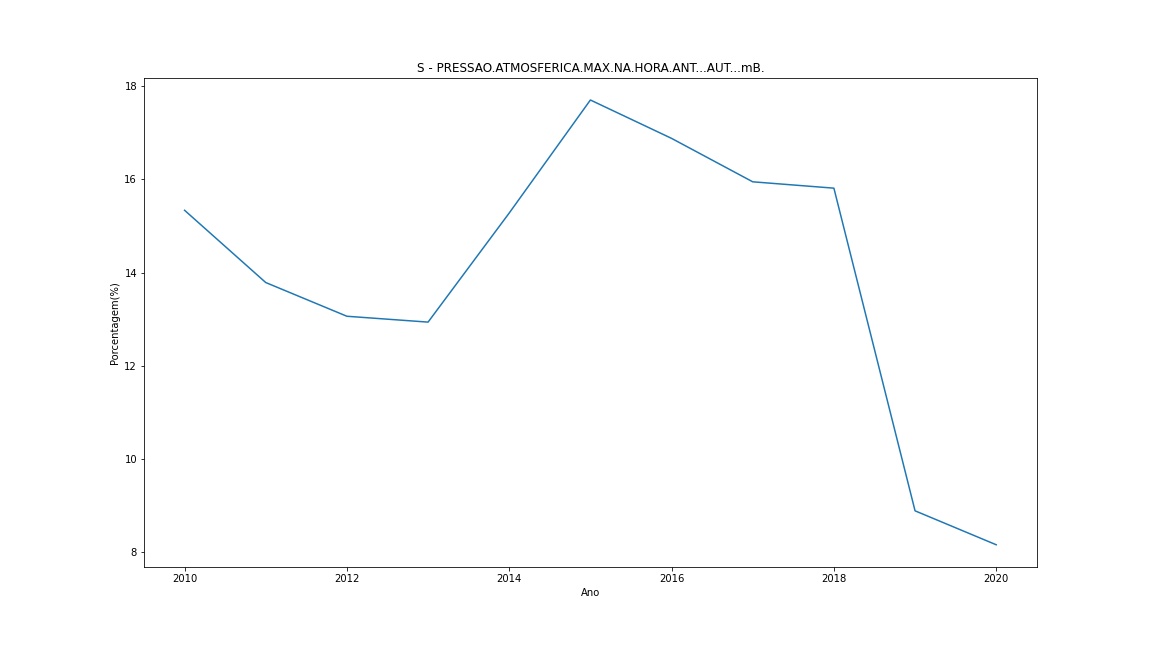 S - PRESSAO.ATMOSFERICA.MAX.NA.HORA.ANT...AUT...mB.
18
16
14
12
10
8
Porcentagem(%)
2010 2012 2014 2016 2018 2020
Ano